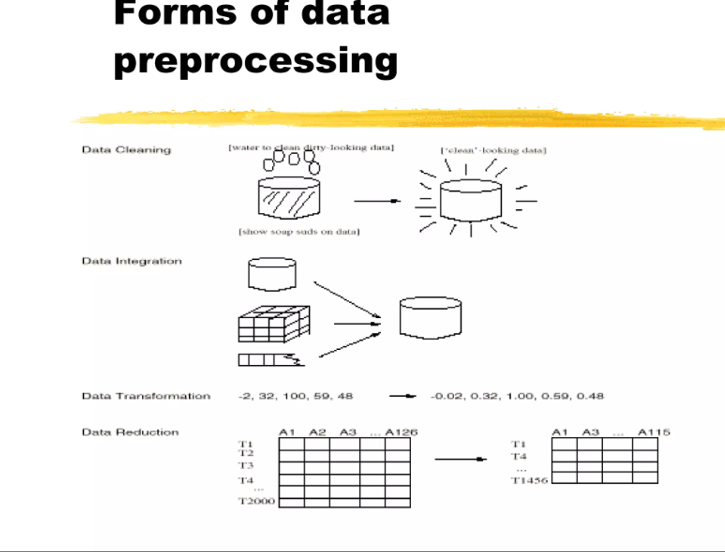 Forms of data
preprocessing
Data Cleaning
[water to clean dirty-looking data]
['clean'-looking data]
[show soap suds on data]
Data Integration
Data Transformation
-2, 32, 100, 59, 48
-0.02, 0.32, 1.00, 0.59, 0.48
Data Reduction
A1 A2 A3 ... A126
T1
T2
T3
T4
...
T2000
A1 A3 ... A115
T1
T4
...
T1456